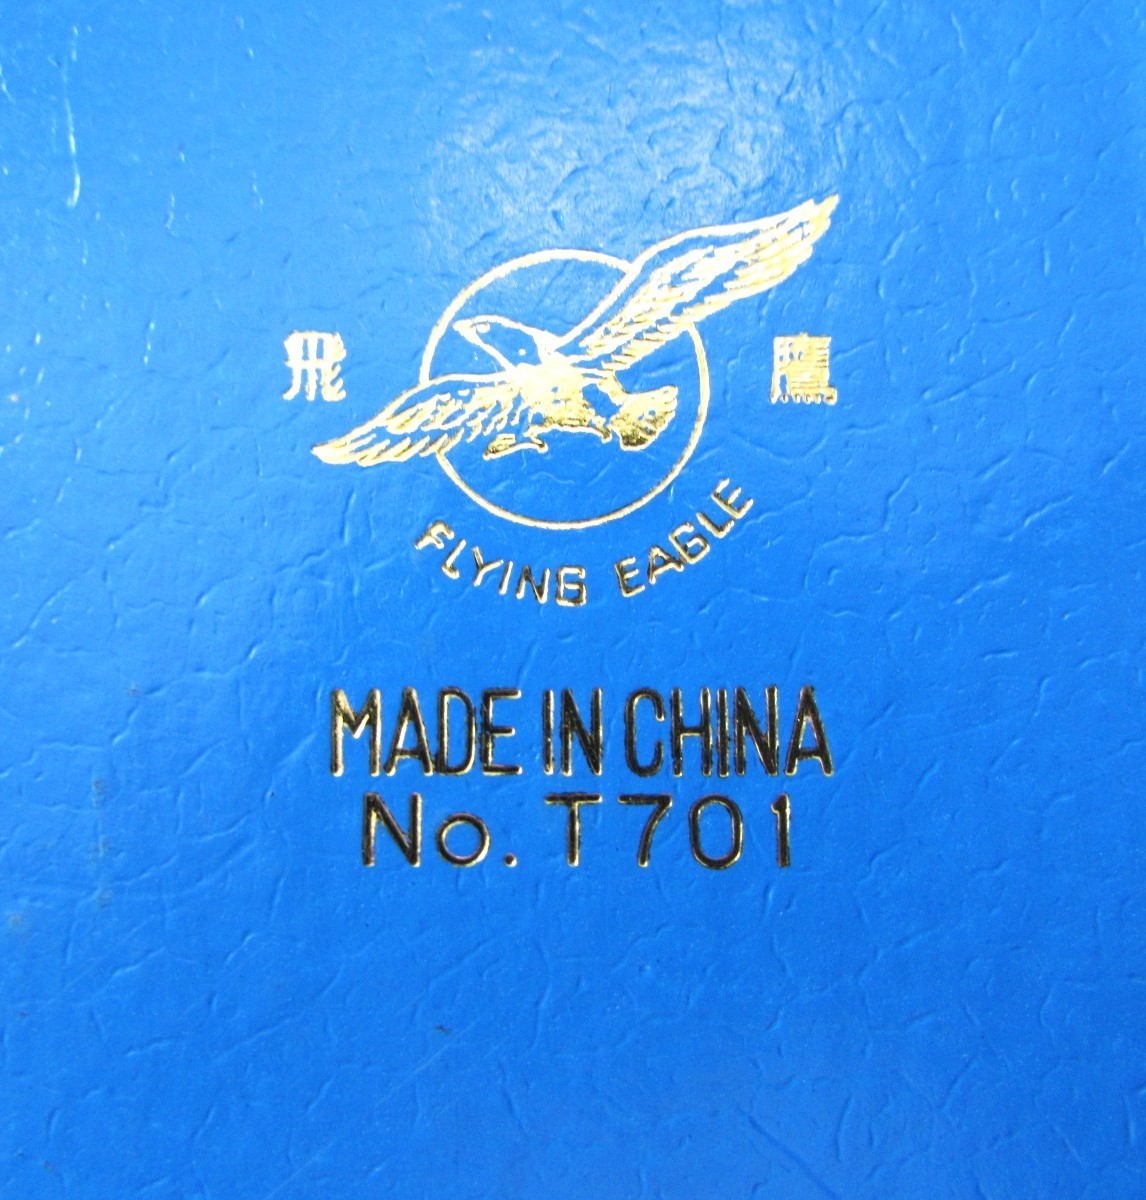 飛 鷹
FLYING EAGLE
MADE IN CHINA
No. T701